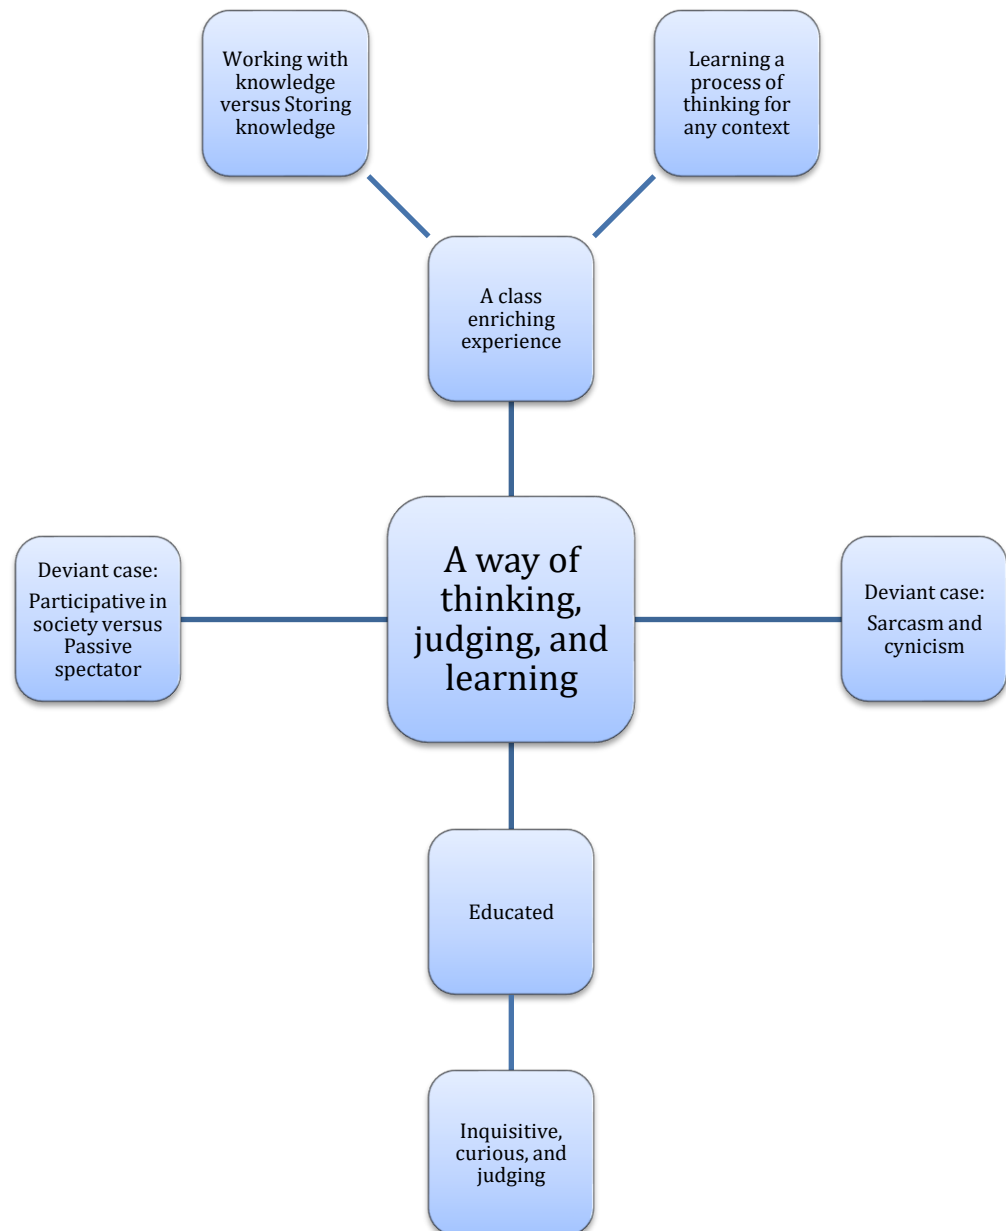 Working with
knowledge
versus Storing
knowledge
Learning a
process of
thinking for
any context
A class
enriching
experience
Deviant case:
Participative in
society versus
Passive
spectator
A way of
thinking,
judging, and
learning
Deviant case:
Sarcasm and
cynicism
Educated
Inquisitive,
curious, and
judging